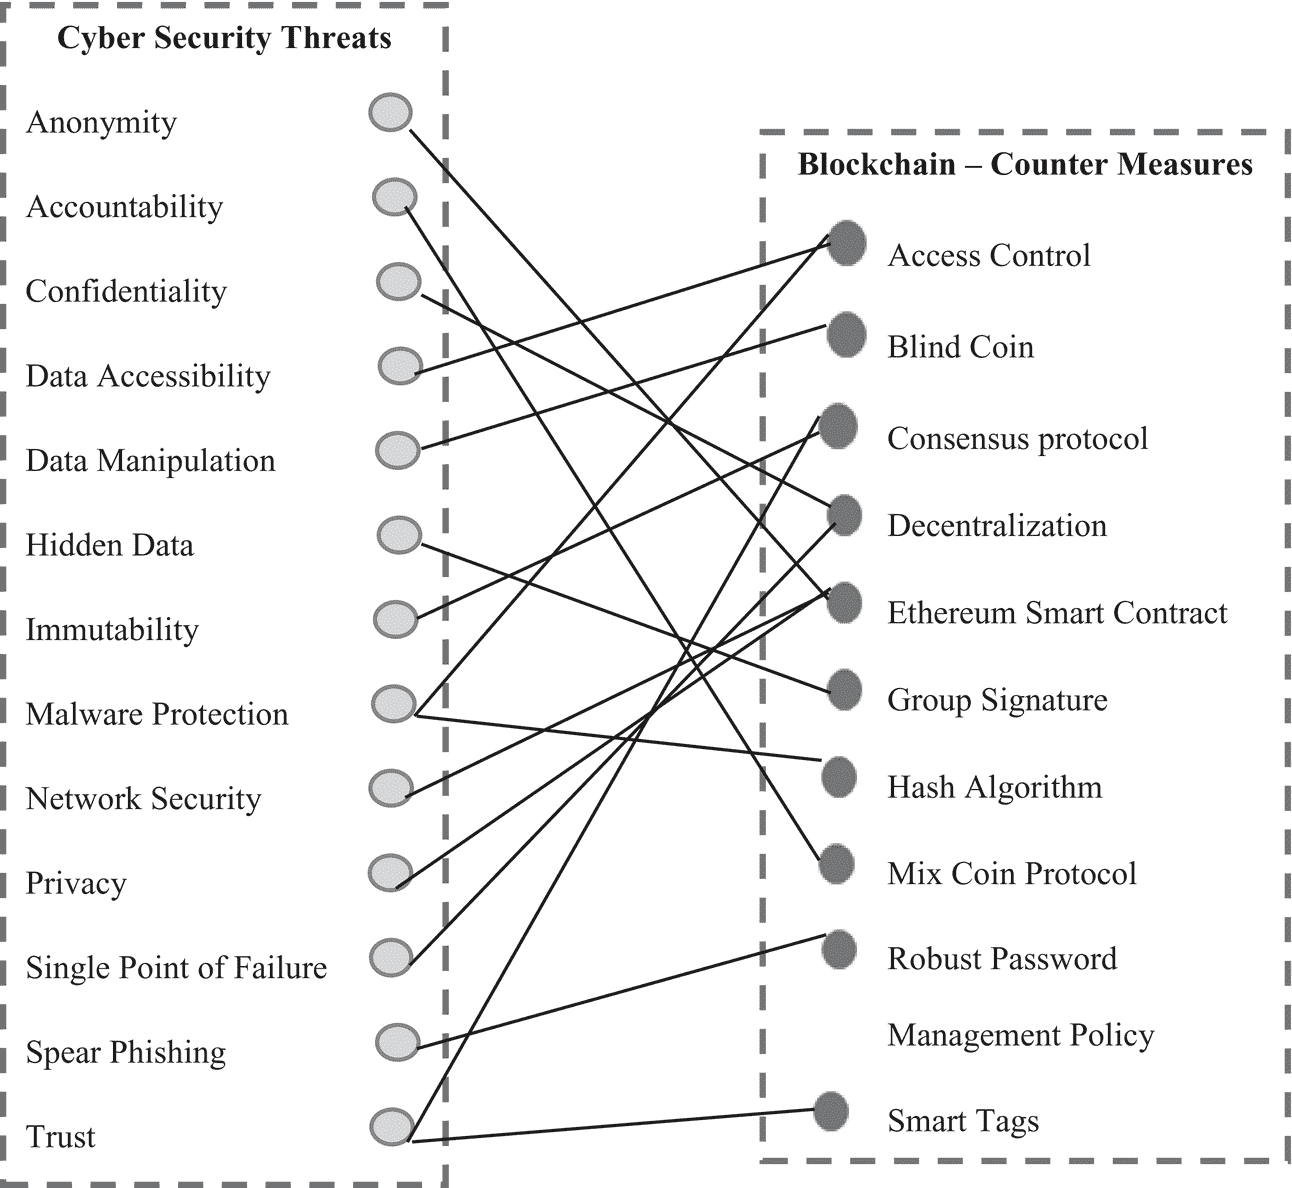 Cyber Security Threats
Anonymity
Accountability
Confidentiality
Data Accessibility
Data Manipulation
Hidden Data
Immutability
Malware Protection
Network Security
Privacy
Single Point of Failure
Spear Phishing
Trust
Blockchain – Counter Measures
Access Control
Blind Coin
Consensus protocol
Decentralization
Ethereum Smart Contract
Group Signature
Hash Algorithm
Mix Coin Protocol
Robust Password
Management Policy
Smart Tags